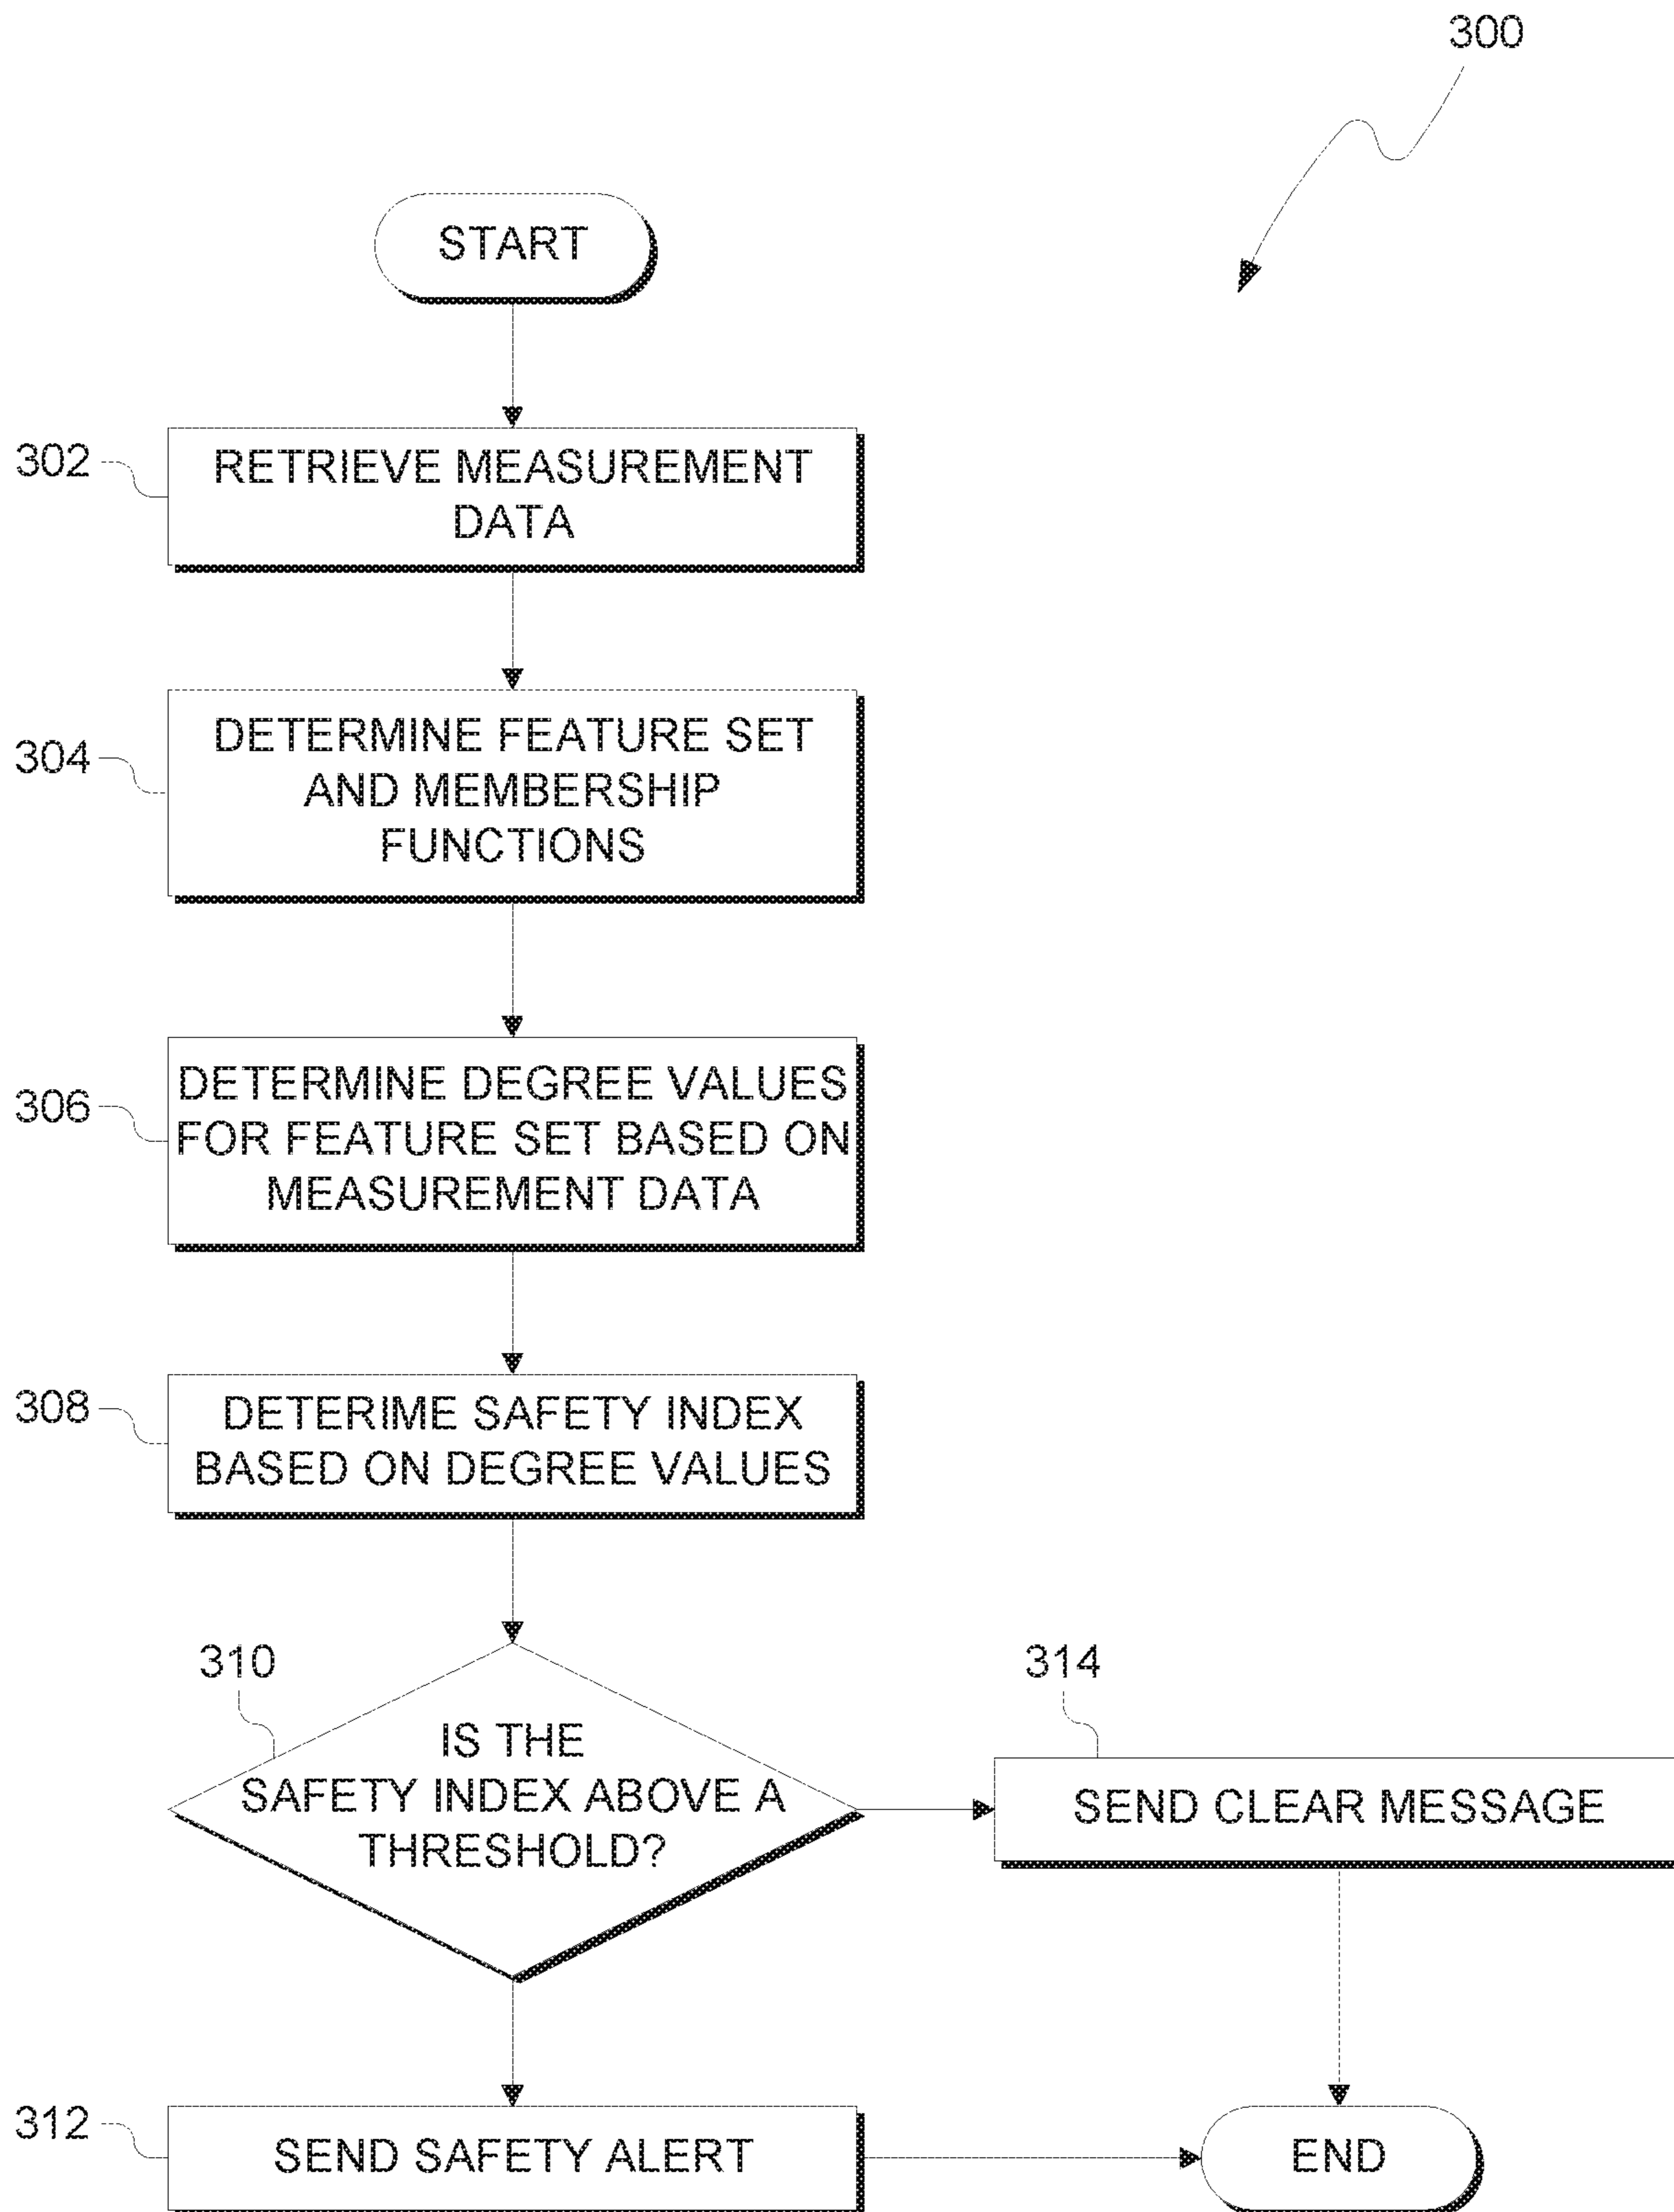 300
START
302
RETRIEVE MEASUREMENT
DATA
304
DETERMINE FEATURE SET
AND MEMBERSHIP
FUNCTIONS
306
DETERMINE DEGREE VALUES
FOR FEATURE SET BASED ON
MEASUREMENT DATA
308
DETERIME SAFETY INDEX
BASED ON DEGREE VALUES
310
IS THE
SAFETY INDEX ABOVE A
THRESHOLD?
314
SEND CLEAR MESSAGE
312
SEND SAFETY ALERT
END